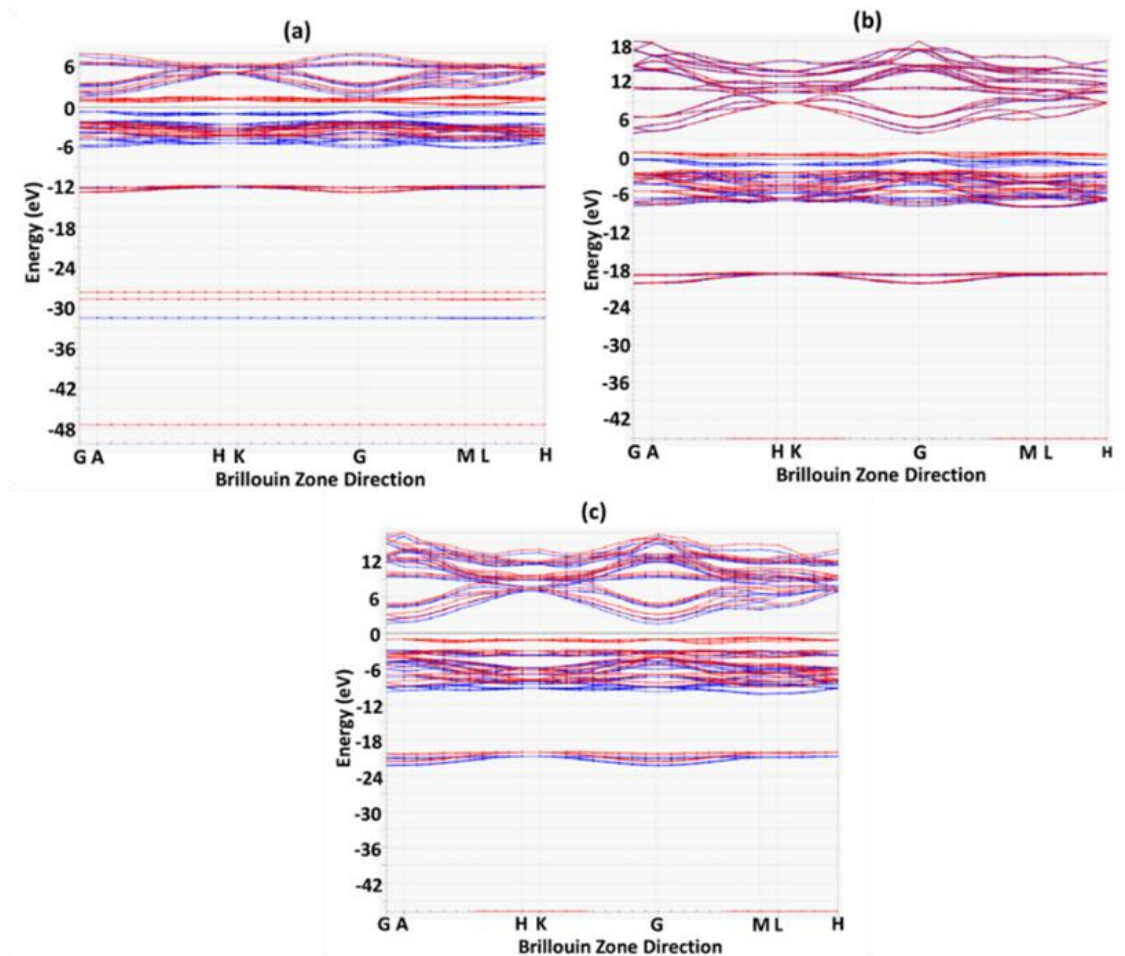 (a)
6
0
-6
-12
-18
-24
-30
-36
-42
-48
Energy (eV)
G A H K G M L H
Brillouin Zone Direction
(b)
18
12
6
0
-6
-12
-18
-24
-30
-36
-42
Energy (eV)
G A H K G M L H
Brillouin Zone Direction
(c)
12
6
0
-6
-12
-18
-24
-30
-36
-42
Energy (eV)
G A H K G M L H
Brillouin Zone Direction